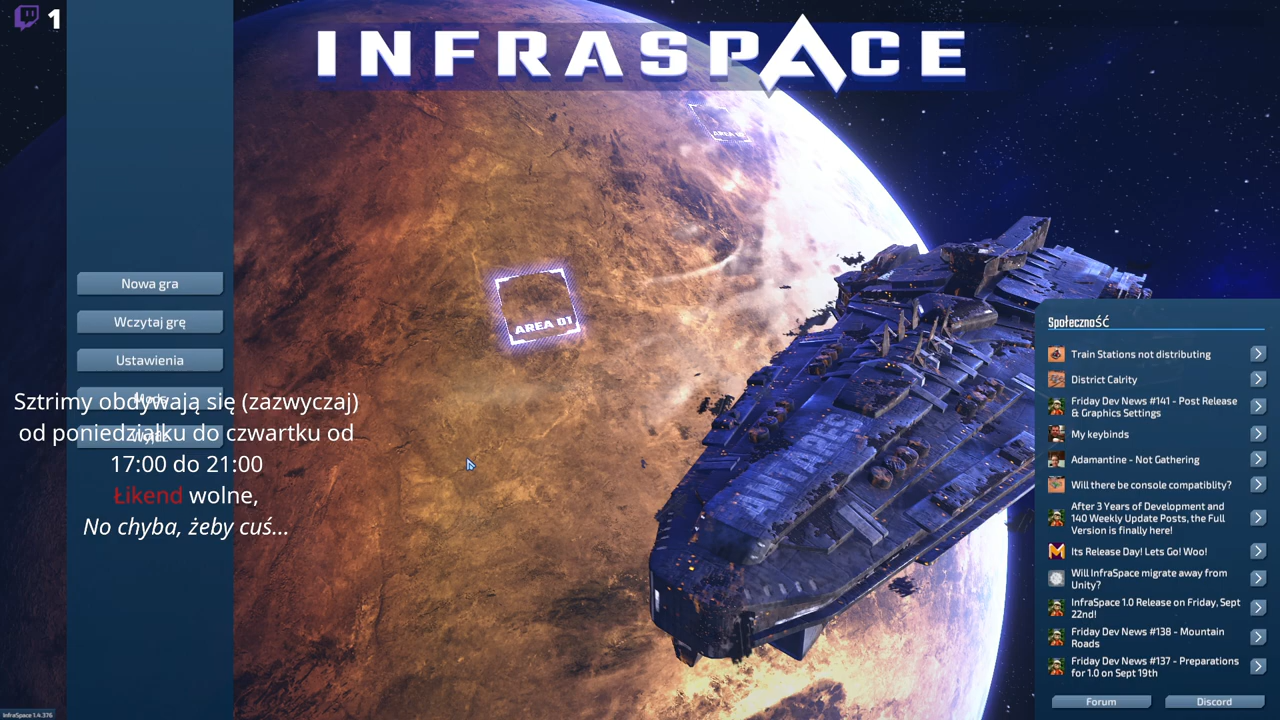 1
INFRASPACE
AREA 01
Nowa gra
Wczytaj grę
Ustawienia
Mody
Sztrimy obdywają się (zazwyczaj)
od poniedziałku do czwartku od
17:00 do 21:00
Łikend wolne,
No chyba, żeby cuś...
ANTARES
Społeczność
Train Stations not distributing
District Calrity
Friday Dev News #141 - Post Release
& Graphics Settings
My keybinds
Adamantine - Not Gathering
Will there be console compatiblity?
After 3 Years of Development and
140 Weekly Update Posts, the Full
Version is finally here!
Its Release Day! Lets Go! Woo!
Will InfraSpace migrate away from
Unity?
InfraSpace 1.0 Release on Friday, Sept
22nd!
Friday Dev News #138 - Mountain
Roads
Friday Dev News #137 - Preparations
for 1.0 on Sept 19th
Forum
Discord
InfraSpace 1.4.376